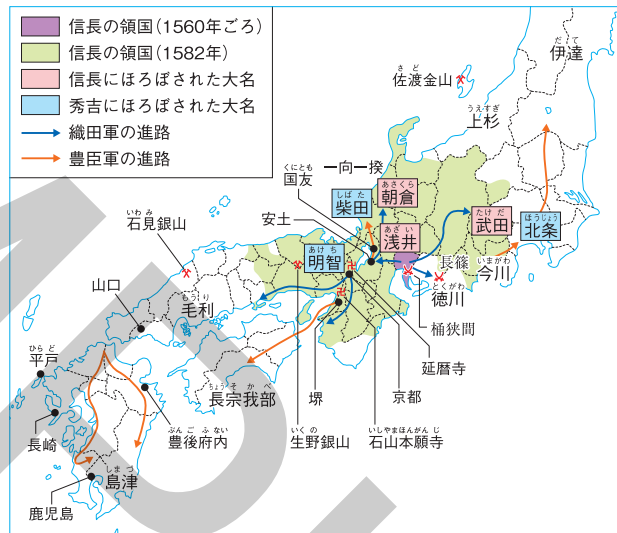 信長の領国(1560年ごろ)
信長の領国(1582年)
信長にほろぼされた大名
秀吉にほろぼされた大名
織田軍の進路
豊臣軍の進路
だて
伊達
さど
佐渡金山
うえすぎ
上杉
一向一揆
くにとも
国友
しばた
柴田
あさくら
朝倉
安土
あざい
浅井
たけだ
武田
ほうじょう
北条
いわみ
石見銀山
あけち
明智
長篠
いまがわ
今川
とくがわ
徳川
桶狭間
山口
もうり
毛利
延暦寺
ひらど
平戸
ちょうそかべ
長宗我部
堺
京都
長崎
ぶんごふない
豊後府内
いくの
生野銀山
いしやまほんがんじ
石山本願寺
しまづ
島津
鹿児島